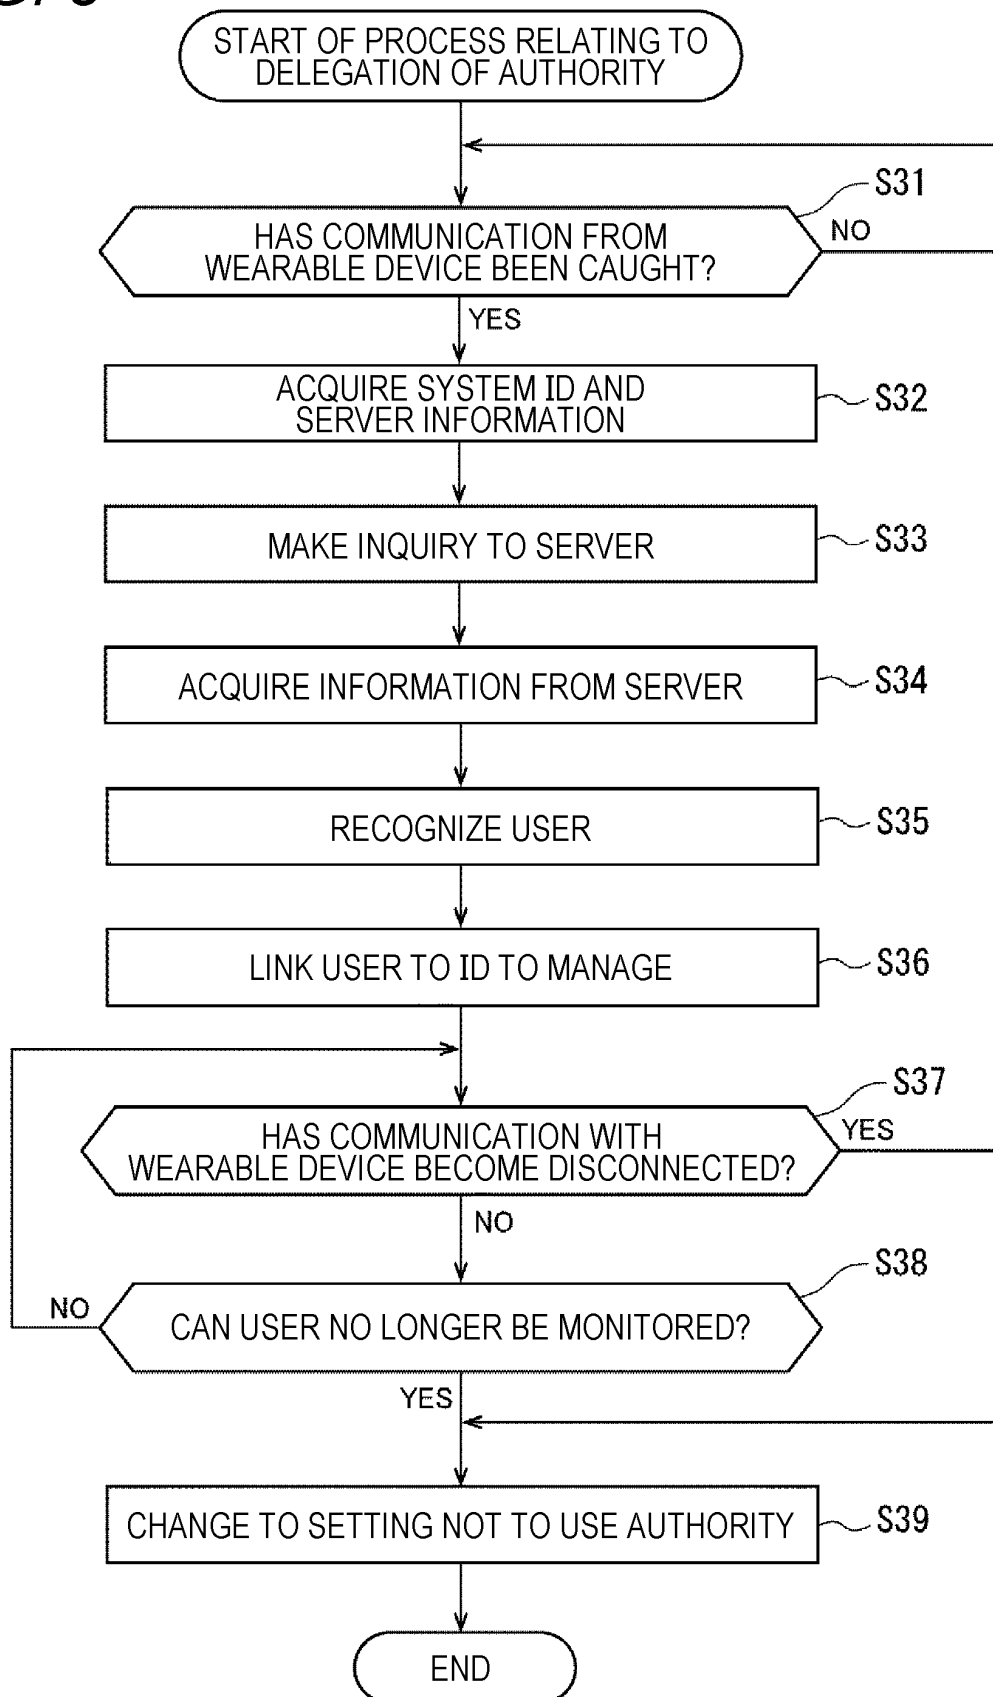 START OF PROCESS RELATING TO
DELEGATION OF AUTHORITY
S31
HAS COMMUNICATION FROM
WEARABLE DEVICE BEEN CAUGHT?
NO
YES
ACQUIRE SYSTEM ID AND
SERVER INFORMATION
S32
MAKE INQUIRY TO SERVER
S33
ACQUIRE INFORMATION FROM SERVER
S34
RECOGNIZE USER
S35
LINK USER TO ID TO MANAGE
S36
S37
HAS COMMUNICATION WITH
WEARABLE DEVICE BECOME DISCONNECTED?
YES
NO
S38
CAN USER NO LONGER BE MONITORED?
NO
YES
CHANGE TO SETTING NOT TO USE AUTHORITY
S39
END